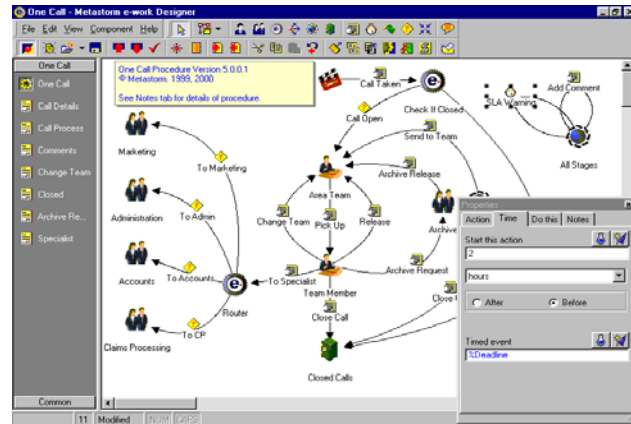 One Call - Metastorm e-work Designer
File Edit View Component Help
One Call
One Call
Call Details
Call Process
Comments
Change Team
Closed
Archive Re...
Specialist
Common
One Call Procedure Version 5.0.0.1
Metastorm. 1999, 2000
See Notes tab for details of procedure.
Call Taken
Check If Closed
SLA Warning
Add Comment
All Stages
Call Open
Send to Team
Marketing
To Marketing
Area Team
Archive Release
Administration
To Admin
Change Team
Pick Up
Release
Archive
Accounts
To Accounts
Router
To Specialist
Team Member
Archive Request
Close Call
Close
Claims Processing
To CP
Closed Calls
Properties
Action Time Do this Notes
Start this action
2
hours
After Before
Timed event
%Deadline
11 Modified NUM CAPS